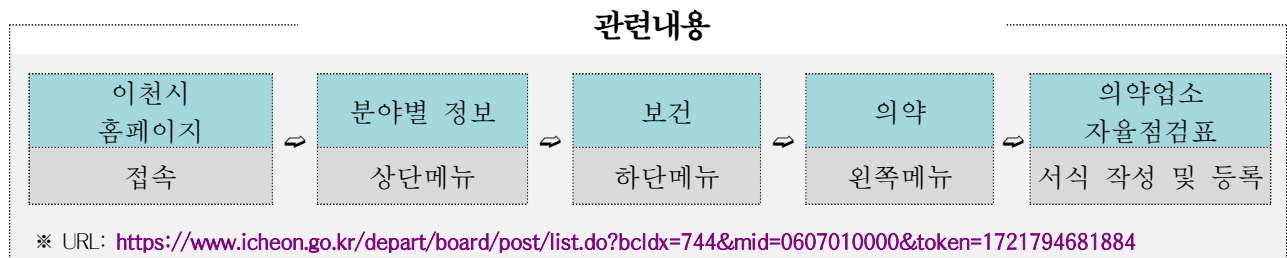 관련내용
이천시
홈페이지
접속
➫
분야별 정보
상단메뉴
➫
보건
하단메뉴
➫
의약
왼쪽메뉴
➫
의약업소
자율점검표
서식 작성 및 등록
※ URL: https://www.icheon.go.kr/depart/board/post/list.do?bcIdx=744&mid=0607010000&token=1721794681884